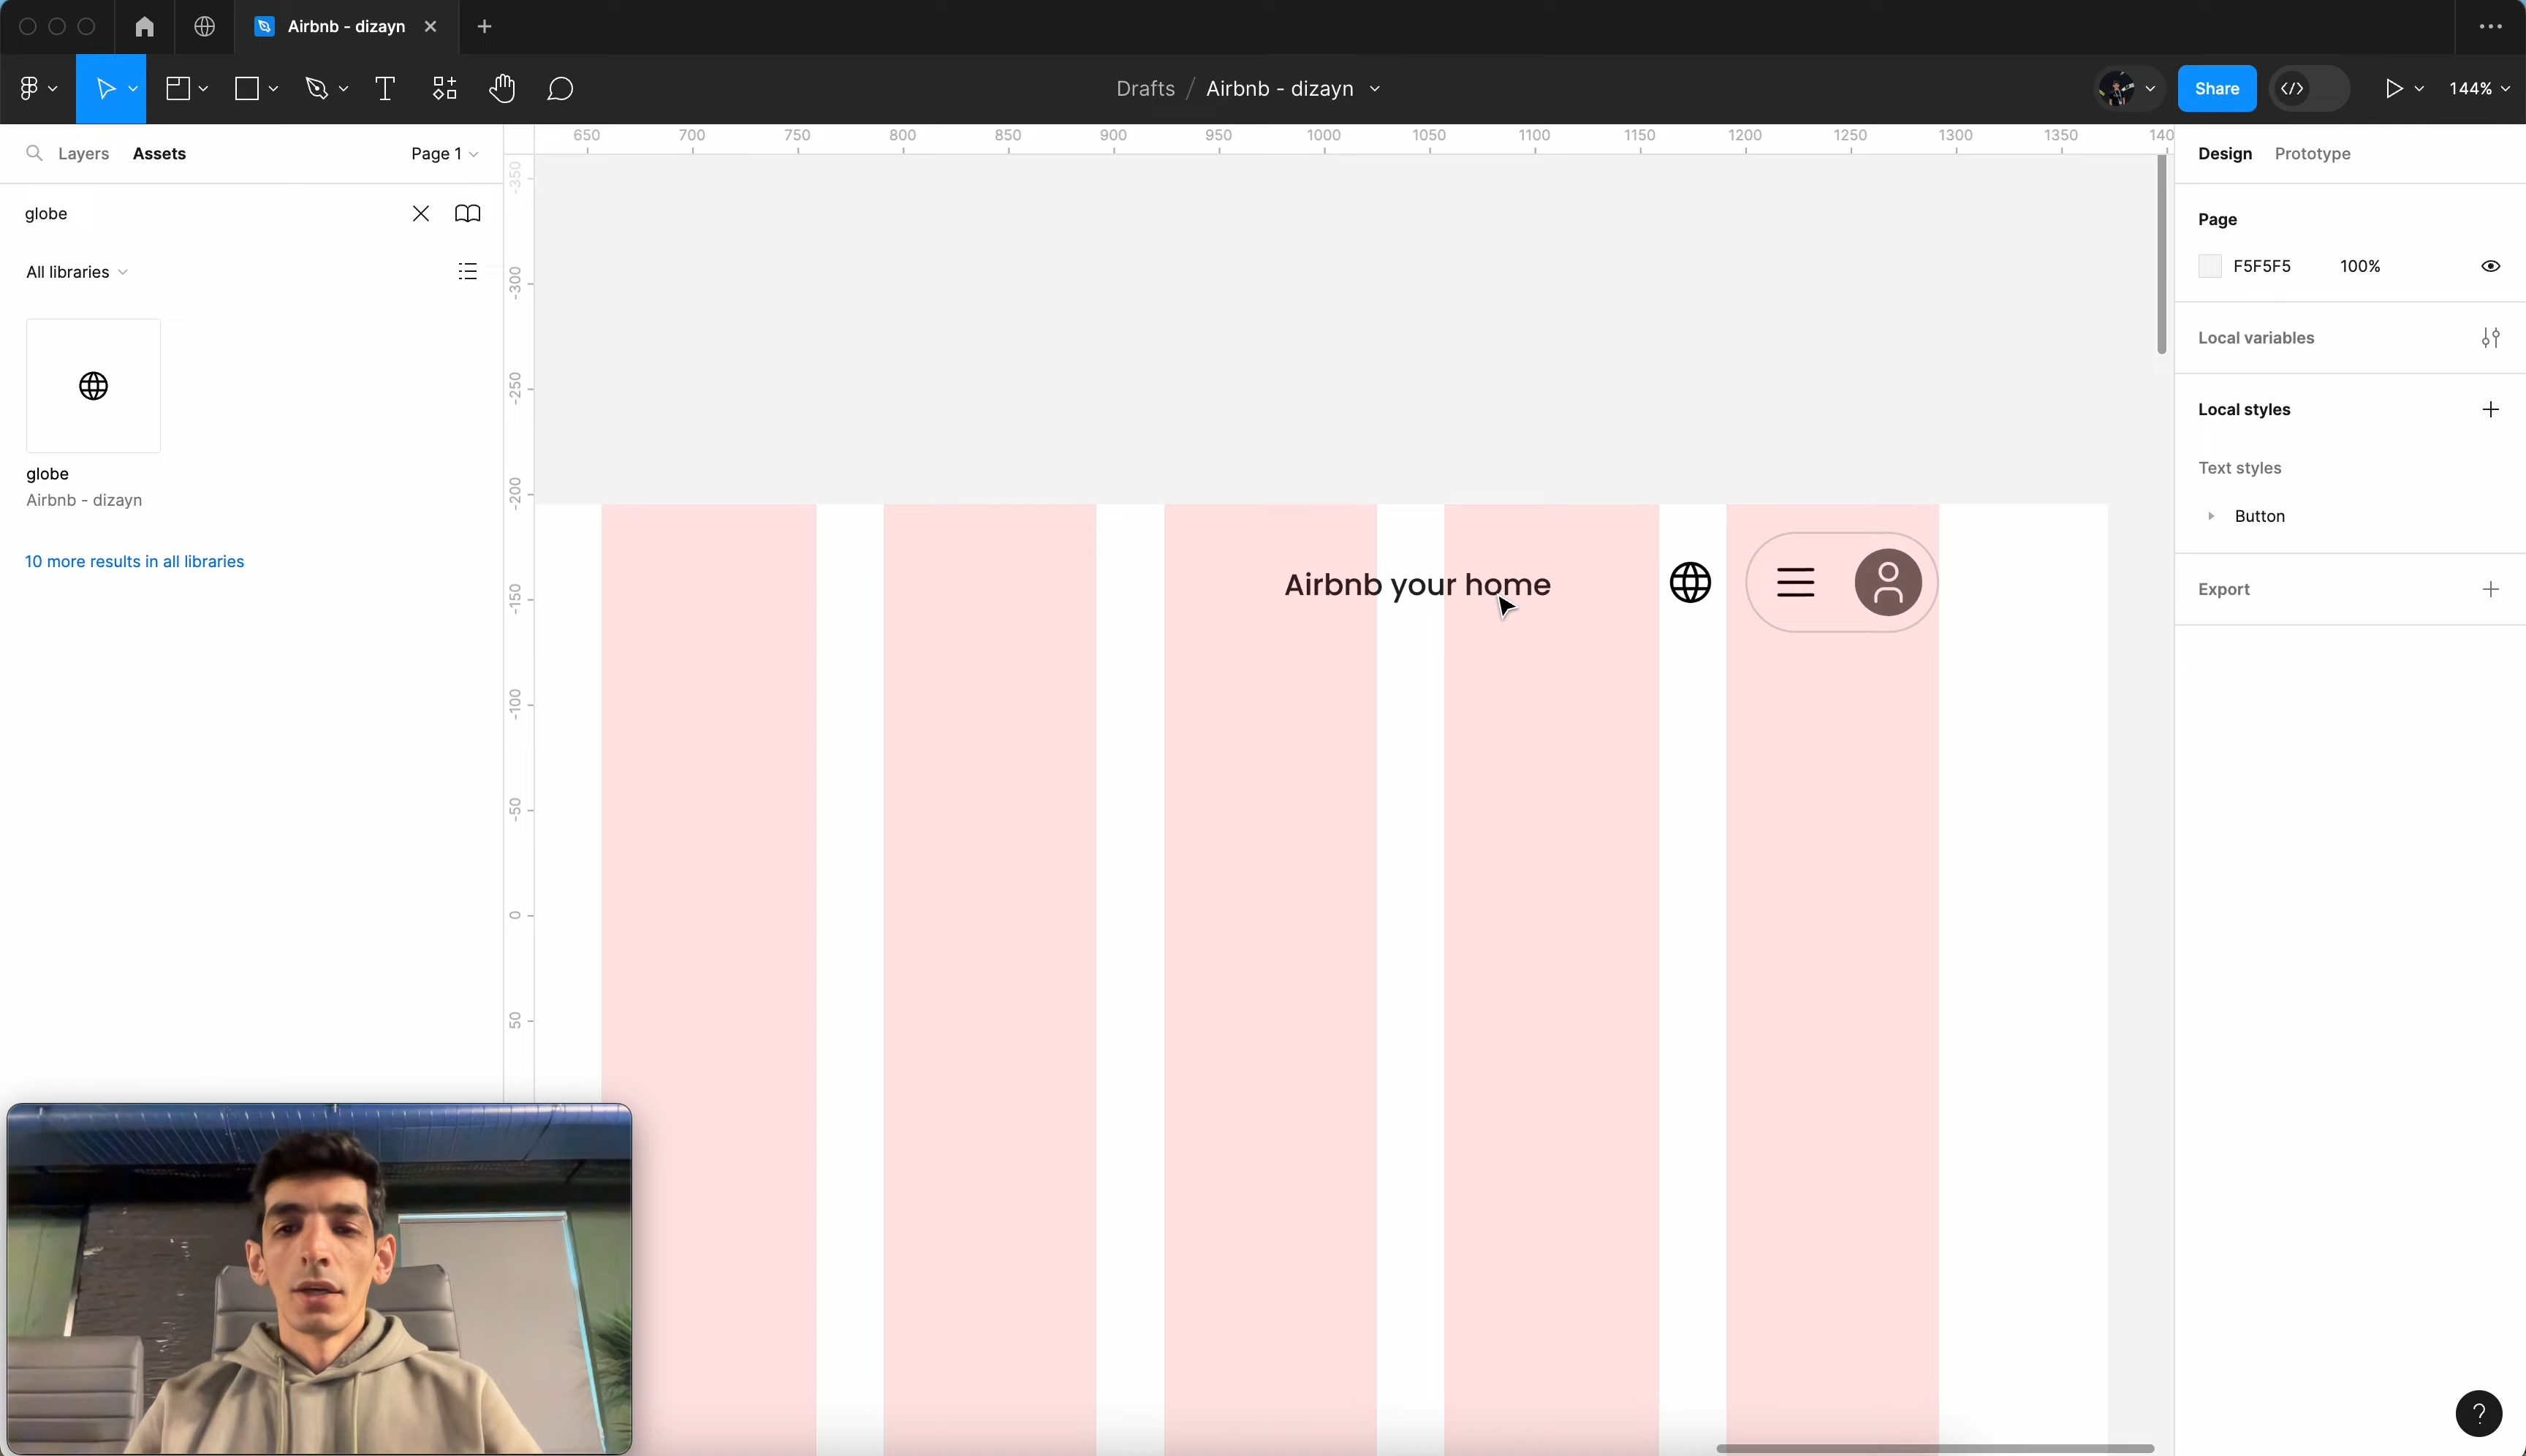 Airbnb - dizayn
Drafts / Airbnb - dizayn
Share
144%
Layers
Assets
Page 1
globe
All libraries
globe
Airbnb - dizayn
10 more results in all libraries
650 700 750 800 850 900 950 1000 1050 1100 1150 1200 1250 1300 1350 140
-350
-300
-250
-200
-150
-100
-50
0
50
Airbnb your home
Design
Prototype
Page
F5F5F5 100%
Local variables
Local styles
Text styles
Button
Export
?